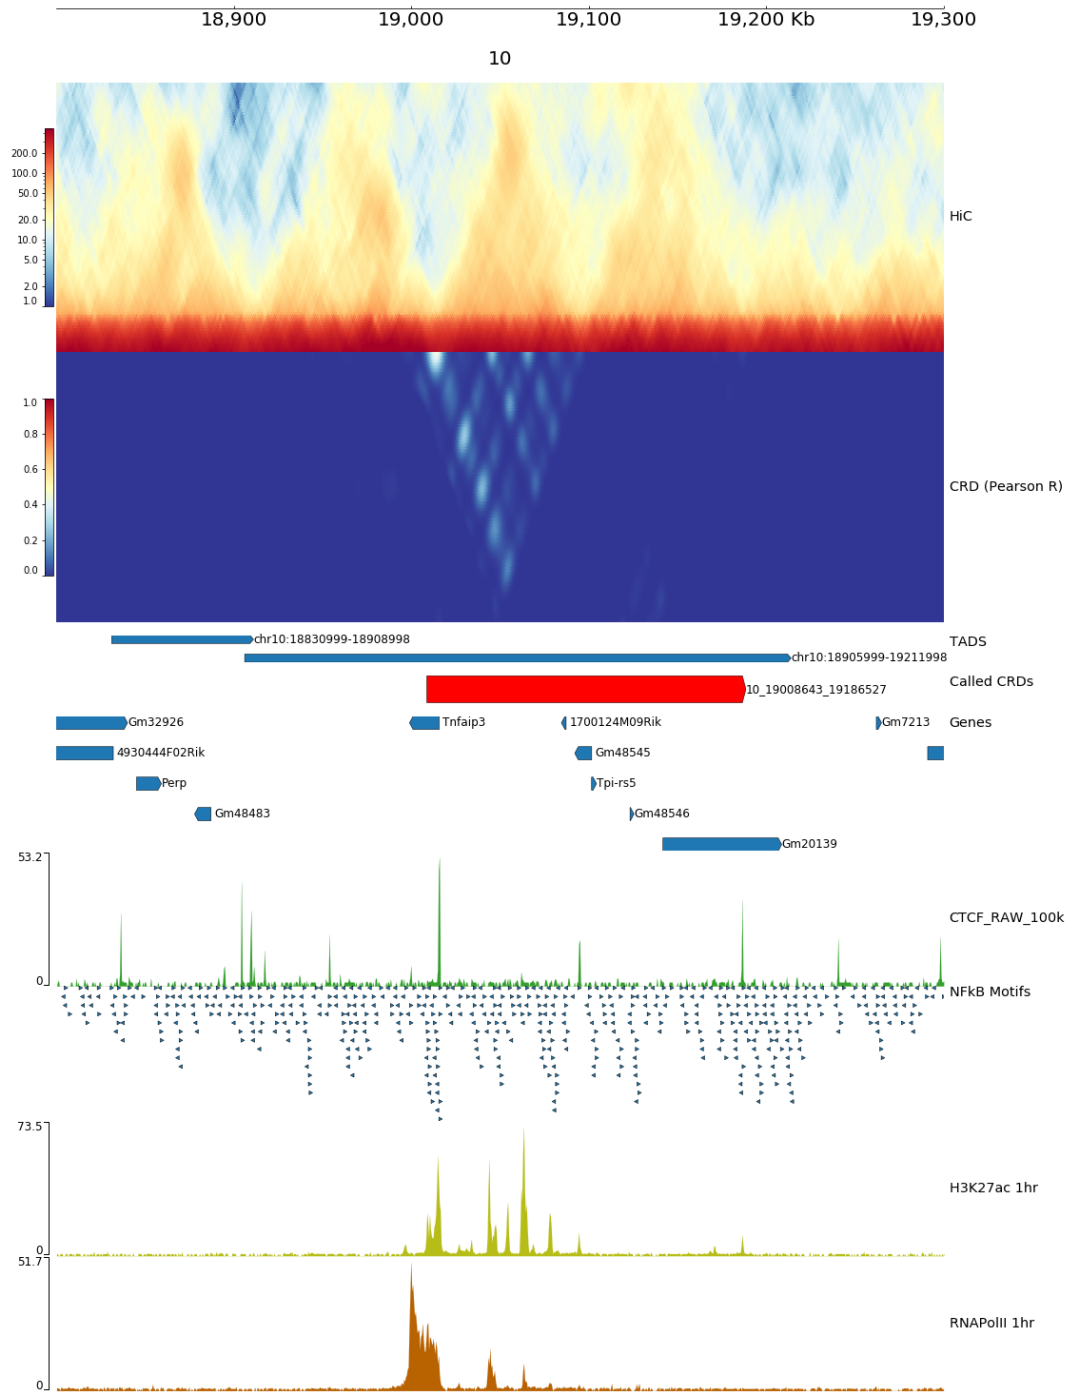 18,900 19,000 19,100 19,200 Kb 19,300
10
200.0
100.0
50.0
20.0
10.0
5.0
2.0
1.0
HiC
1.0
0.8
0.6
0.4
0.2
0.0
CRD (Pearson R)
chr10:18830999-18908998
TADS
chr10:18905999-19211998
10_19008643_19186527
Called CRDs
Gm32926 Tnfaip3 1700124M09Rik Gm7213
Genes
4930444F02Rik Gm48545
Perp Tpi-rs5
Gm48483 Gm48546
Gm20139
53.2
CTCF_RAW_100k
0
NFkB Motifs
73.5
H3K27ac 1hr
0
51.7
RNAPolII 1hr
0